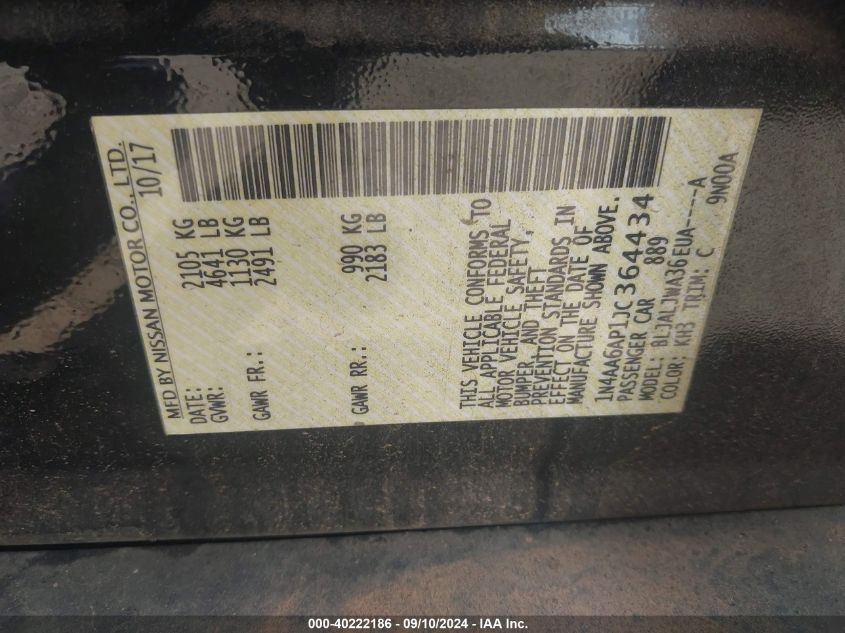 MFD BY NISSAN MOTOR CO., LTD.
DATE: 10/17
GVWR: 2105 KG
4641 LB
GAWR FR.: 1130 KG
2491 LB
GAWR RR.: 990 KG
2183 LB
THIS VEHICLE CONFORMS TO
ALL APPLICABLE FEDERAL
MOTOR VEHICLE SAFETY,
BUMPER, AND THEFT
PREVENTION STANDARDS IN
EFFECT ON THE DATE OF
MANUFACTURE SHOWN ABOVE.
1N4AA6AP1JC364434
PASSENGER CAR 889
MODEL: BLJALJWA36EUA-----A
COLOR: KH3 TRIM: C 9N00A
000-40222186 - 09/10/2024 - IAA Inc.